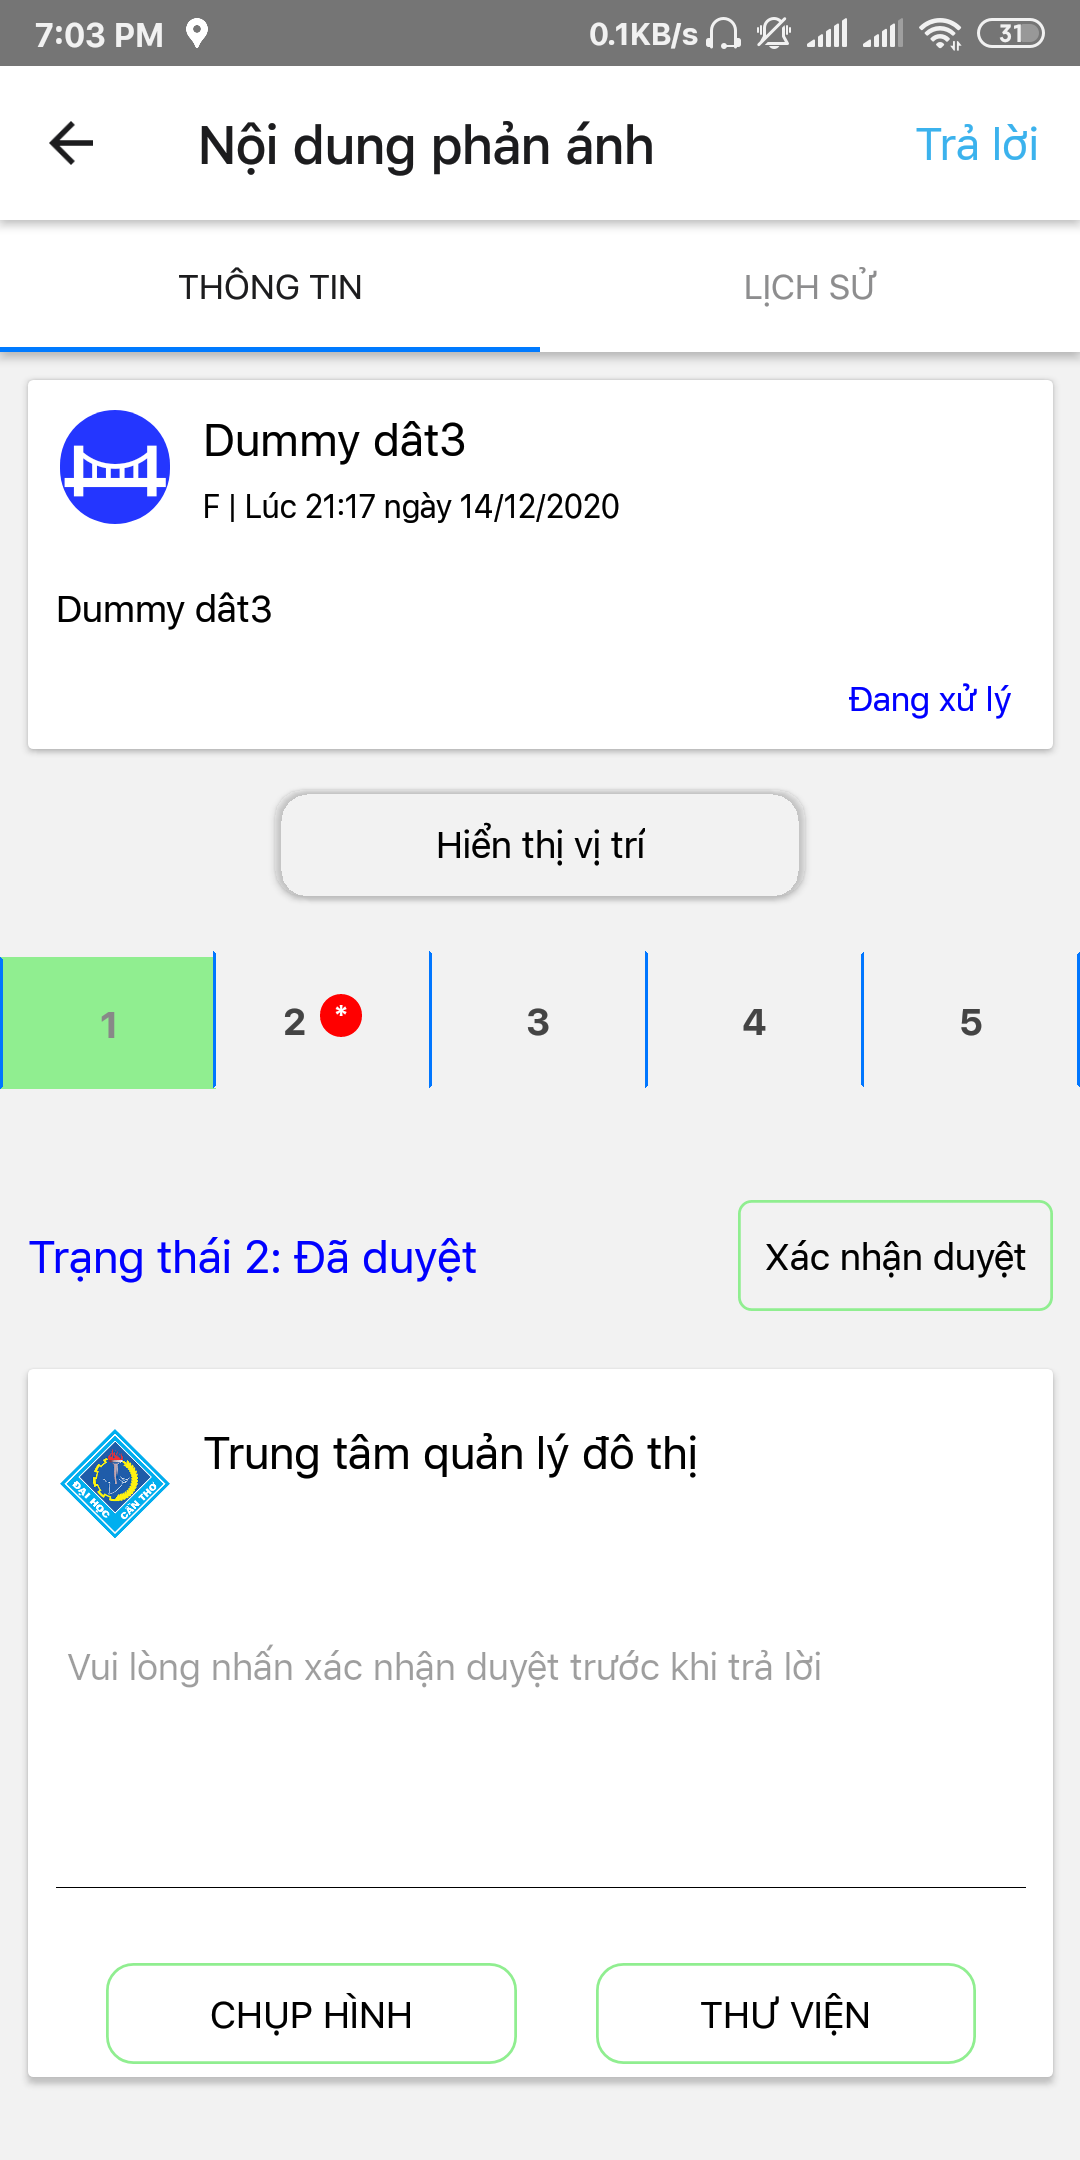 7:03 PM 0.1KB/s 31
Nội dung phản ánh Trả lời
THÔNG TIN LỊCH SỬ
Dummy dât3
F | Lúc 21:17 ngày 14/12/2020
Dummy dât3
Đang xử lý
Hiển thị vị trí
1 2 * 3 4 5
Trạng thái 2: Đã duyệt Xác nhận duyệt
Trung tâm quản lý đô thị
ĐẠI HỌC CẦN THƠ
Vui lòng nhấn xác nhận duyệt trước khi trả lời
CHỤP HÌNH THƯ VIỆN